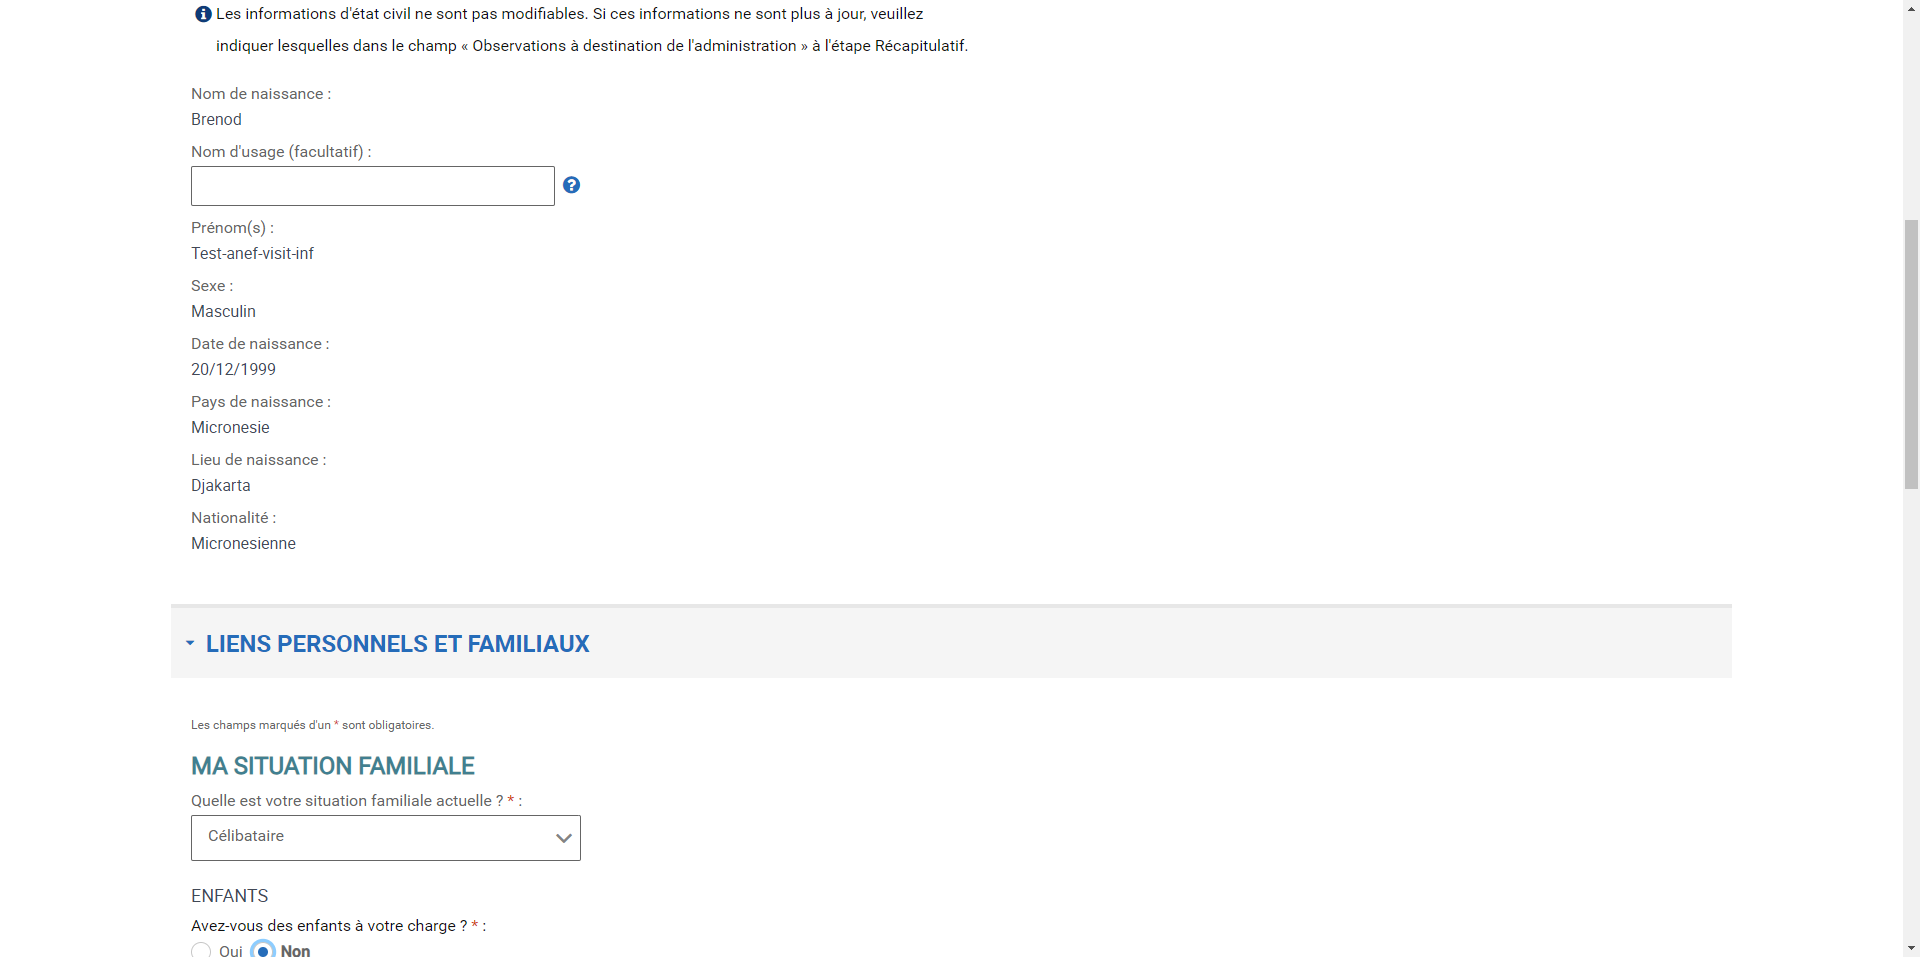 Les informations d'état civil ne sont pas modifiables. Si ces informations ne sont plus à jour, veuillez
indiquer lesquelles dans le champ « Observations à destination de l'administration » à l'étape Récapitulatif.
Nom de naissance :
Brenod
Nom d'usage (facultatif) :
Prénom(s) :
Test-anef-visit-inf
Sexe :
Masculin
Date de naissance :
20/12/1999
Pays de naissance :
Micronesie
Lieu de naissance :
Djakarta
Nationalité :
Micronesienne
LIENS PERSONNELS ET FAMILIAUX
Les champs marqués d'un * sont obligatoires.
MA SITUATION FAMILIALE
Quelle est votre situation familiale actuelle ? * :
Célibataire
ENFANTS
Avez-vous des enfants à votre charge ? * :
Oui Non